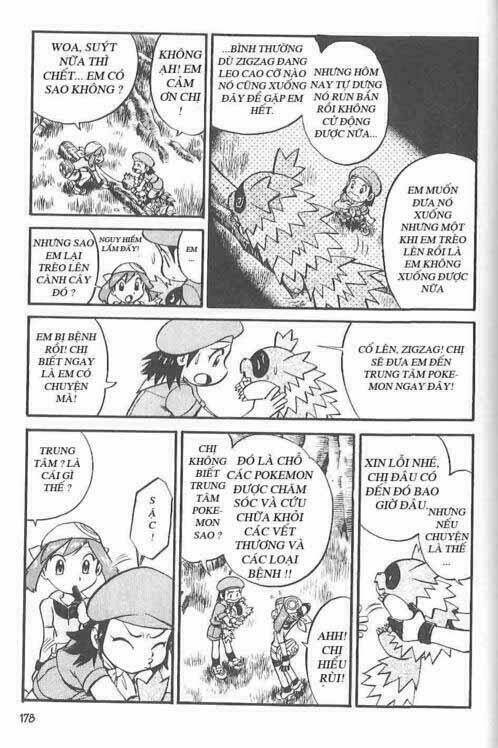 WOA, SUÝT
NỮA THÌ
CHẾT... EM CÓ
SAO KHÔNG ?
KHÔNG
ẠH! EM
CẢM
ƠN CHỊ
!
...BÌNH THƯỜNG
DÙ ZIGZAG ĐANG
LEO CAO CỠ NÀO
NÓ CŨNG XUỐNG
ĐÂY ĐỂ GẶP EM
HẾT.
NHƯNG HÔM
NAY TỰ DƯNG
NÓ RUN BẮN
RỒI KHÔNG
CỬ ĐỘNG
ĐƯỢC NỮA...
EM MUỐN
ĐƯA NÓ
XUỐNG
NHƯNG MỘT
KHI EM TRÈO
LÊN RỒI LÀ
EM KHÔNG
XUỐNG ĐƯỢC
NỮA
NHƯNG SAO
EM LẠI
TRÈO LÊN
CÀNH CÂY
ĐÓ ?
NGUY HIỂM
LẮM ĐẤY!
EM
...
EM BỊ BỆNH
RỒI! CHỊ
BIẾT NGAY
LÀ EM CÓ
CHUYỆN
MÀ!
CỐ LÊN, ZIGZAG! CHỊ
SẼ ĐƯA EM ĐẾN
TRUNG TÂM POKE-
MON NGAY ĐÂY!
TRUNG
TÂM ? LÀ
CÁI GÌ
THẾ ?
SẶC!
CHỊ
KHÔNG
BIẾT
TRUNG
TÂM
POKE-
MON
SAO?
ĐÓ LÀ CHỖ
CÁC POKEMON
ĐƯỢC CHĂM
SÓC VÀ CỨU
CHỮA KHỎI
CÁC VẾT
THƯƠNG VÀ
CÁC LOẠI
BỆNH !!
AHH!
CHỊ
HIỂU
RÙI!
XIN LỖI NHÉ,
CHỊ ĐÂU CÓ
ĐẾN ĐÓ BAO
GIỜ ĐÂU.
NHƯNG
NẾU
CHUYỆN
LÀ THẾ
...
178